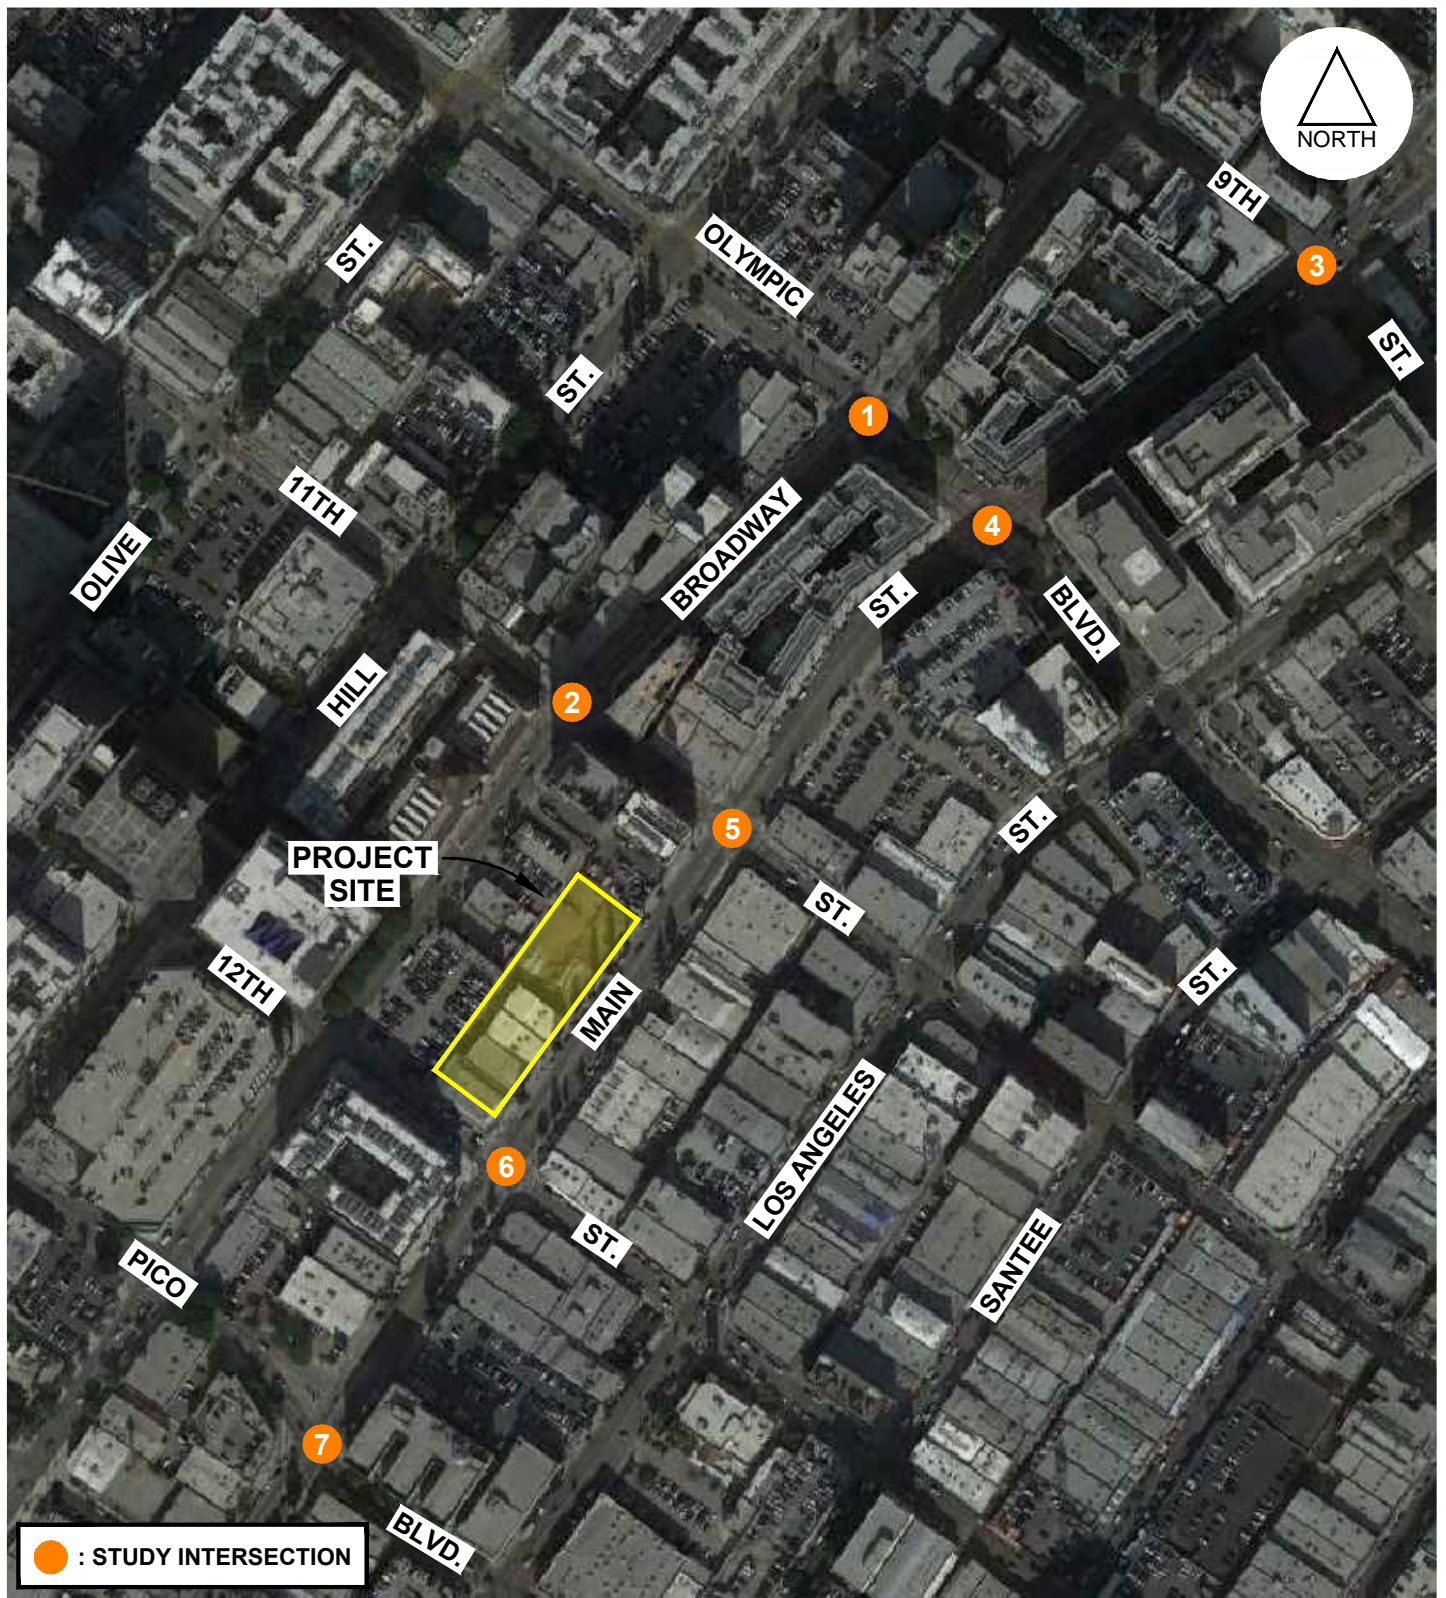 NORTH
9TH
3
ST.
OLYMPIC
ST.
ST.
1
11TH
BROADWAY
4
OLIVE
ST.
BLVD.
HILL
2
5
ST.
PROJECT
SITE
ST.
12TH
MAIN
ST.
LOS ANGELES
6
ST.
SANTEE
PICO
7
BLVD.
: STUDY INTERSECTION